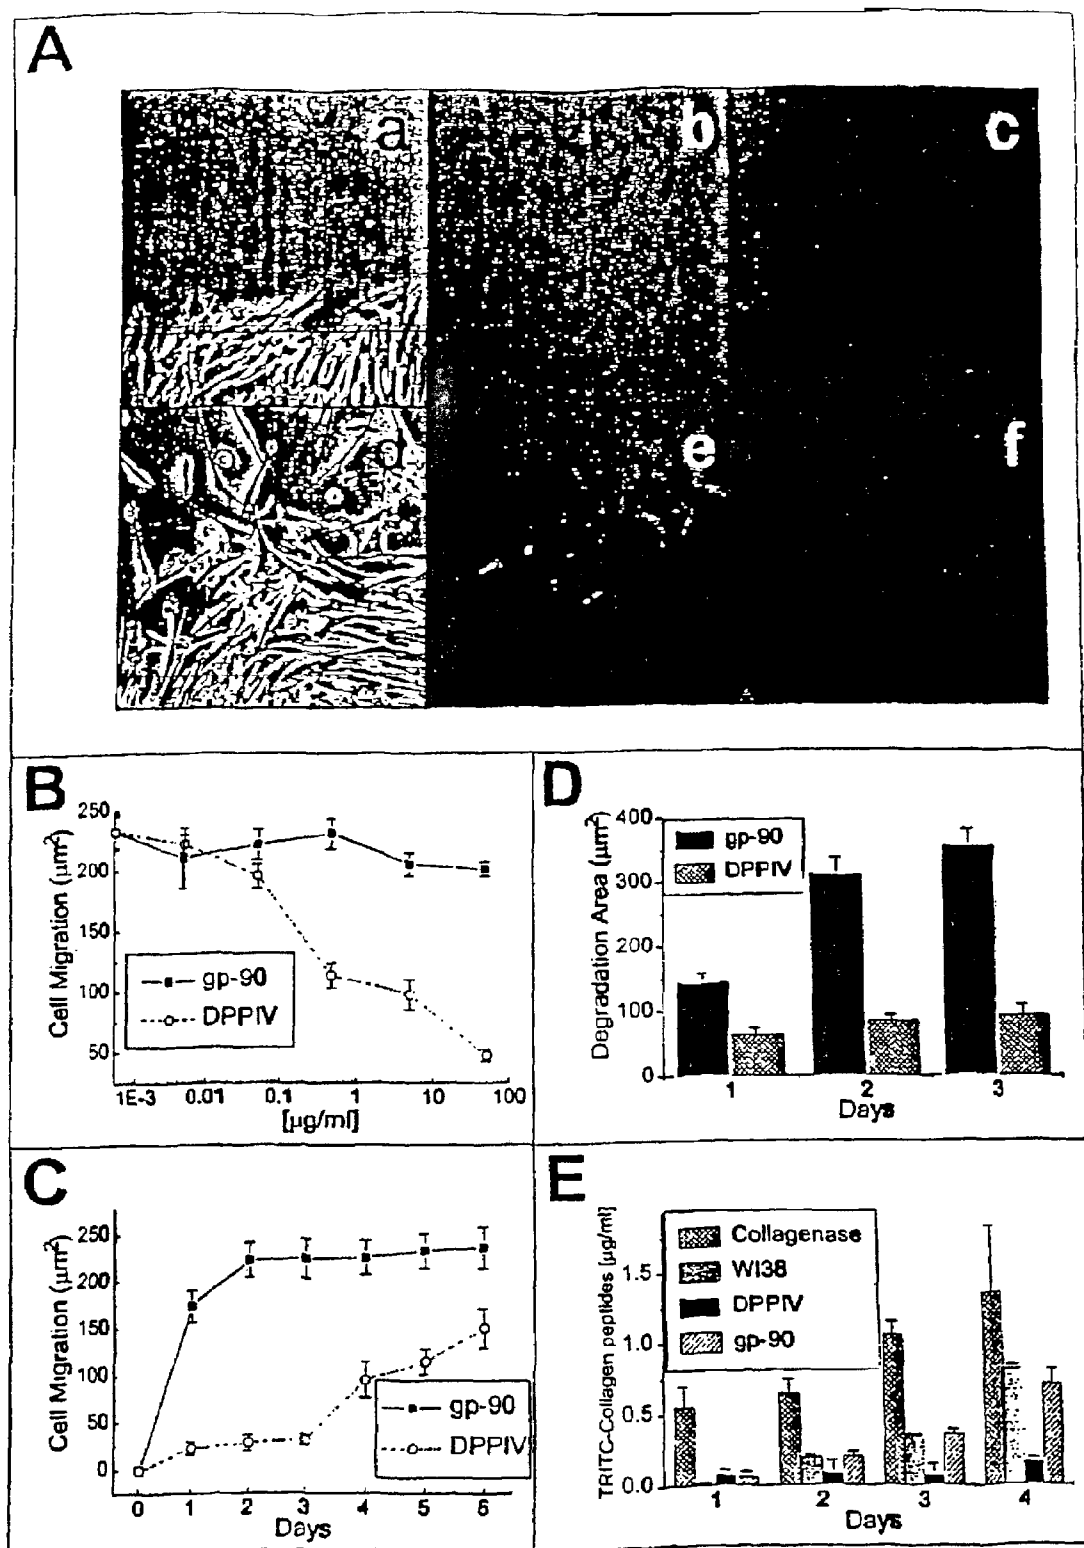 A
a
b
c
e
f
B
Cell Migration (μm²)
250
200
150
100
50
gp-90
DPPIV
1E-3 0.01 0.1 1 10 100
[μg/ml]
D
Degradation Area (μm²)
400
300
200
100
0
gp-90
DPPIV
1 2 3
Days
C
Cell Migration (μm²)
250
200
150
100
50
0
gp-90
DPPIV
0 1 2 3 4 5 6
Days
E
TRITC-Collagen peptides [μg/ml]
1.5
1.0
0.5
0.0
Collagenase
WI38
DPPIV
gp-90
1 2 3 4
Days